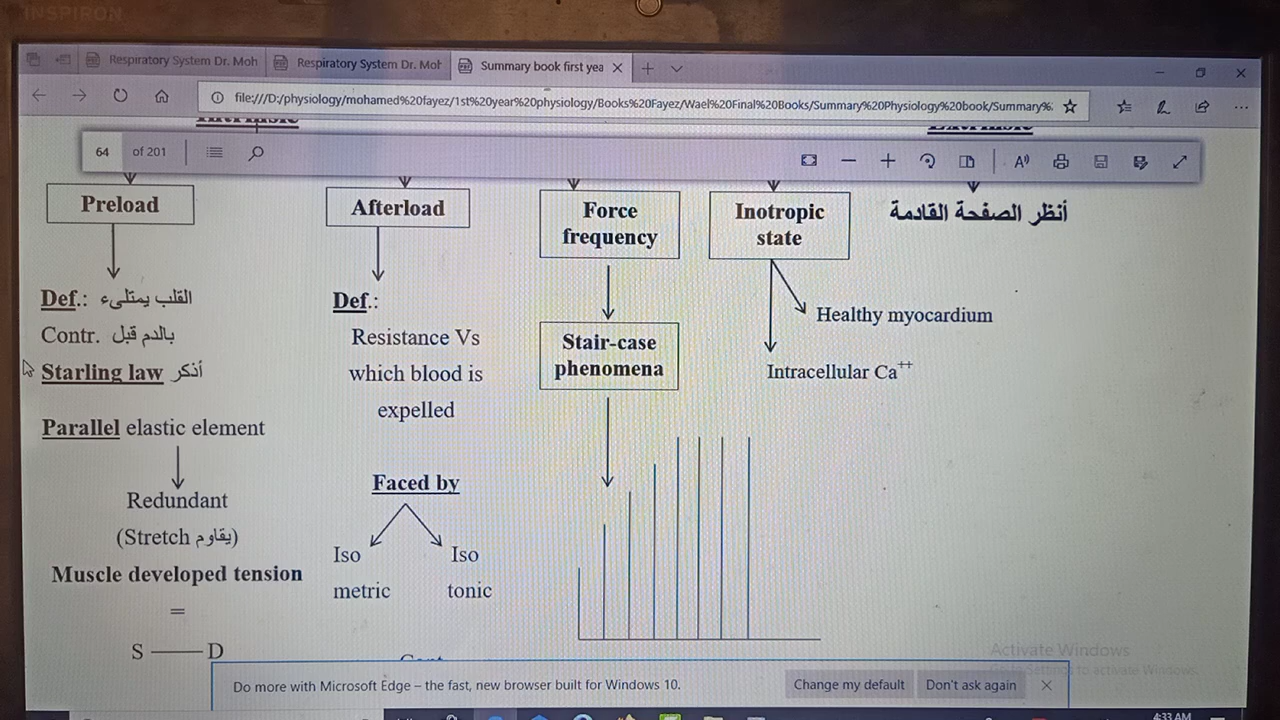 INSPIRON
Respiratory System Dr. Moh
Respiratory System Dr. Moh
Summary book first yea
file:///D:/physiology/mohamed%20fayez/1st%20year%20physiology/Books%20Fayez/Wael%20Final%20Books/Summary%20Physiology%20book/Summary%
64 of 201
Preload
Def.: القلب يمتلىء
Contr. بالدم قبل
Starling law أذكر
Parallel elastic element
Redundant
(Stretch يقاوم)
Muscle developed tension
=
S — D
Afterload
Def.:
Resistance Vs
which blood is
expelled
Faced by
Iso
metric
Iso
tonic
Force
frequency
Stair-case
phenomena
Inotropic
state
Healthy myocardium
Intracellular Ca++
أنظر الصفحة القادمة
Activate Windows
Do more with Microsoft Edge – the fast, new browser built for Windows 10.
Change my default
Don't ask again
4:33 AM